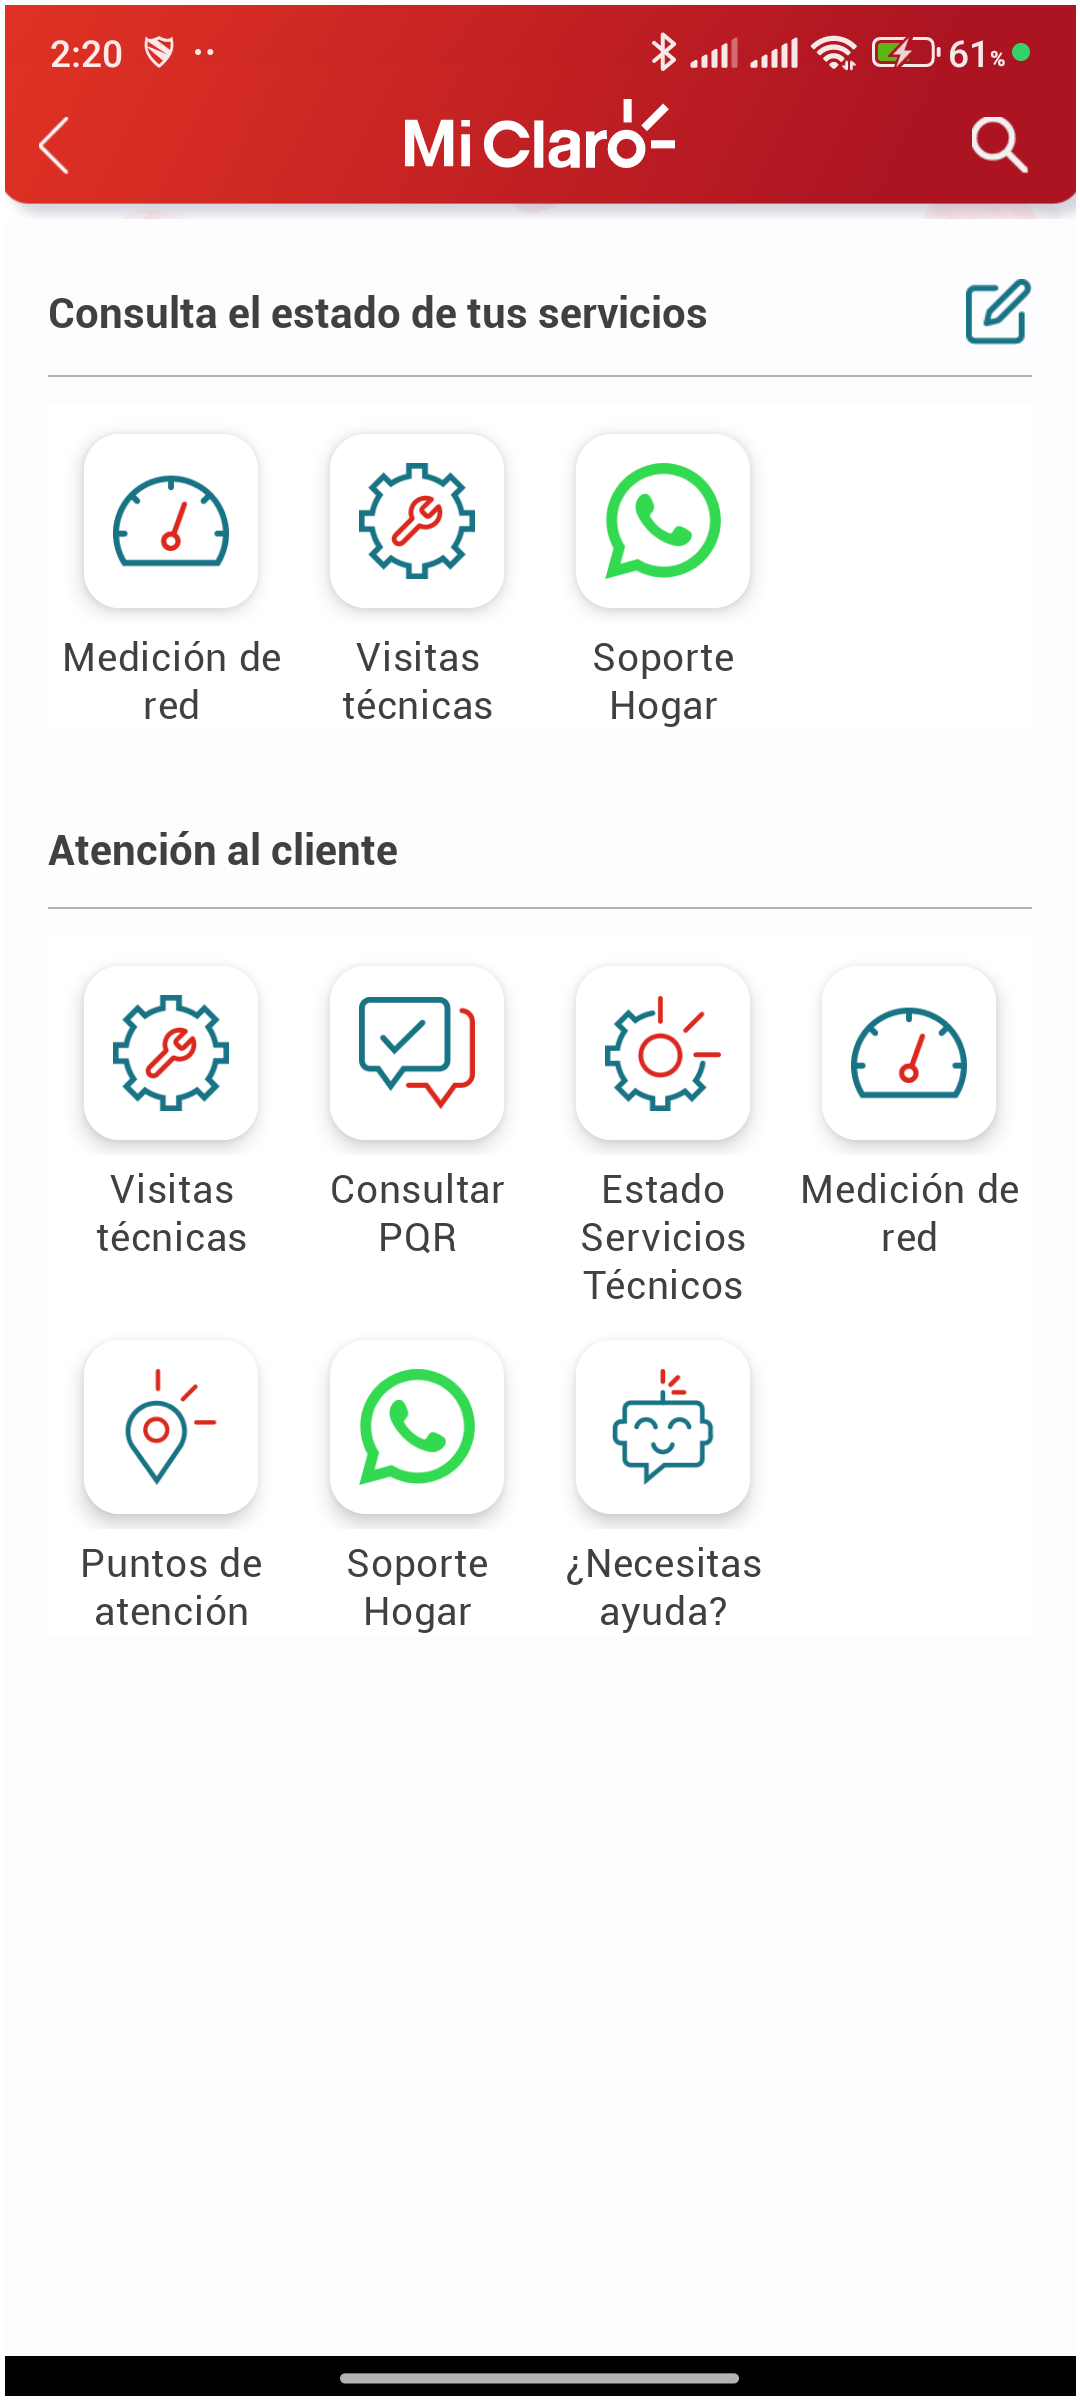 2:20
61%
Mi Claro
Consulta el estado de tus servicios
Medición de
red
Visitas
técnicas
Soporte
Hogar
Atención al cliente
Visitas
técnicas
Consultar
PQR
Estado
Servicios
Técnicos
Medición de
red
Puntos de
atención
Soporte
Hogar
¿Necesitas
ayuda?